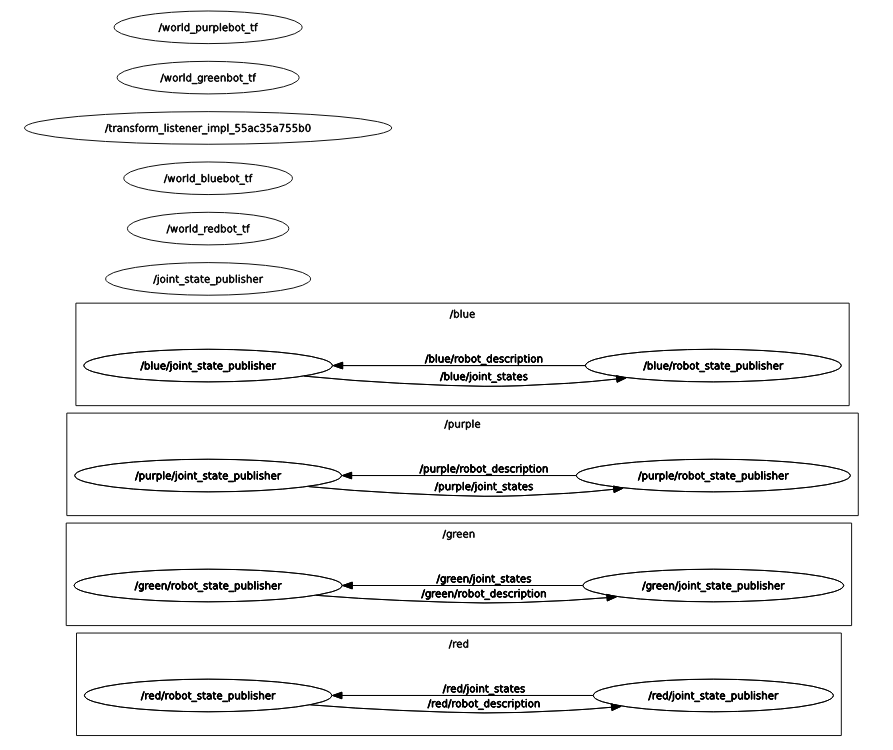 /world_purplebot_tf
/world_greenbot_tf
/transform_listener_impl_55ac35a755b0
/world_bluebot_tf
/world_redbot_tf
/joint_state_publisher
/blue
/blue/robot_description
/blue/joint_state_publisher
/blue/robot_state_publisher
/blue/joint_states
/purple
/purple/robot_description
/purple/joint_state_publisher
/purple/robot_state_publisher
/purple/joint_states
/green
/green/joint_states
/green/robot_state_publisher
/green/joint_state_publisher
/green/robot_description
/red
/red/joint_states
/red/robot_state_publisher
/red/joint_state_publisher
/red/robot_description